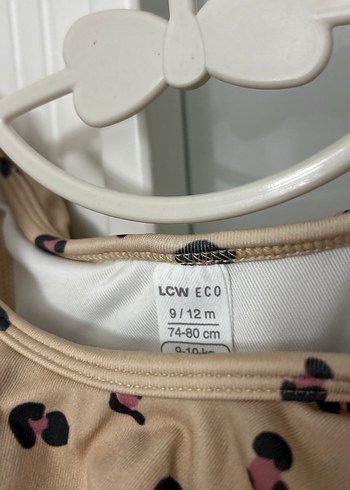 LCW ECO
9 / 12 m
74-80 cm